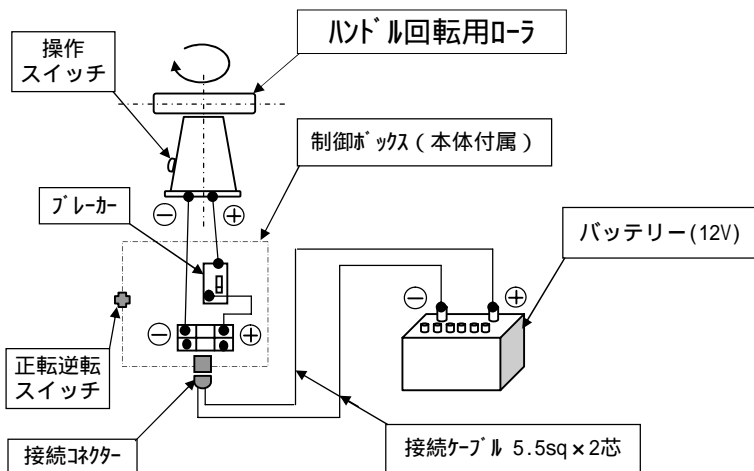 操作
スイッチ
ﾊﾝﾄﾞﾙ回転用ﾛｰﾗ
制御ﾎﾞｯｸｽ（本体付属）
ﾌﾞﾚｰｶｰ
⊖ ⊕
バッテリー(12V)
⊖ ⊕
⊖ ⊕
正転逆転
スイッチ
接続ｺﾈｸﾀｰ
接続ｹｰﾌﾞﾙ 5.5sq×2芯